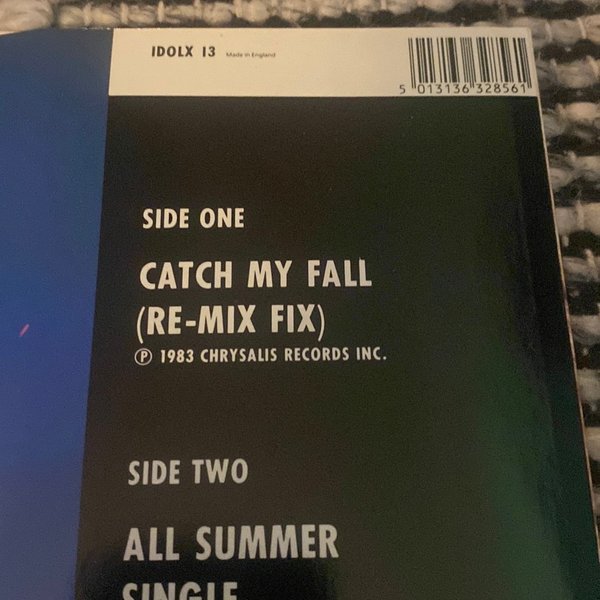 IDOLX 13 Made in England
5 013136 328561
SIDE ONE
CATCH MY FALL
(RE-MIX FIX)
℗ 1983 CHRYSALIS RECORDS INC.
SIDE TWO
ALL SUMMER
SINGLE